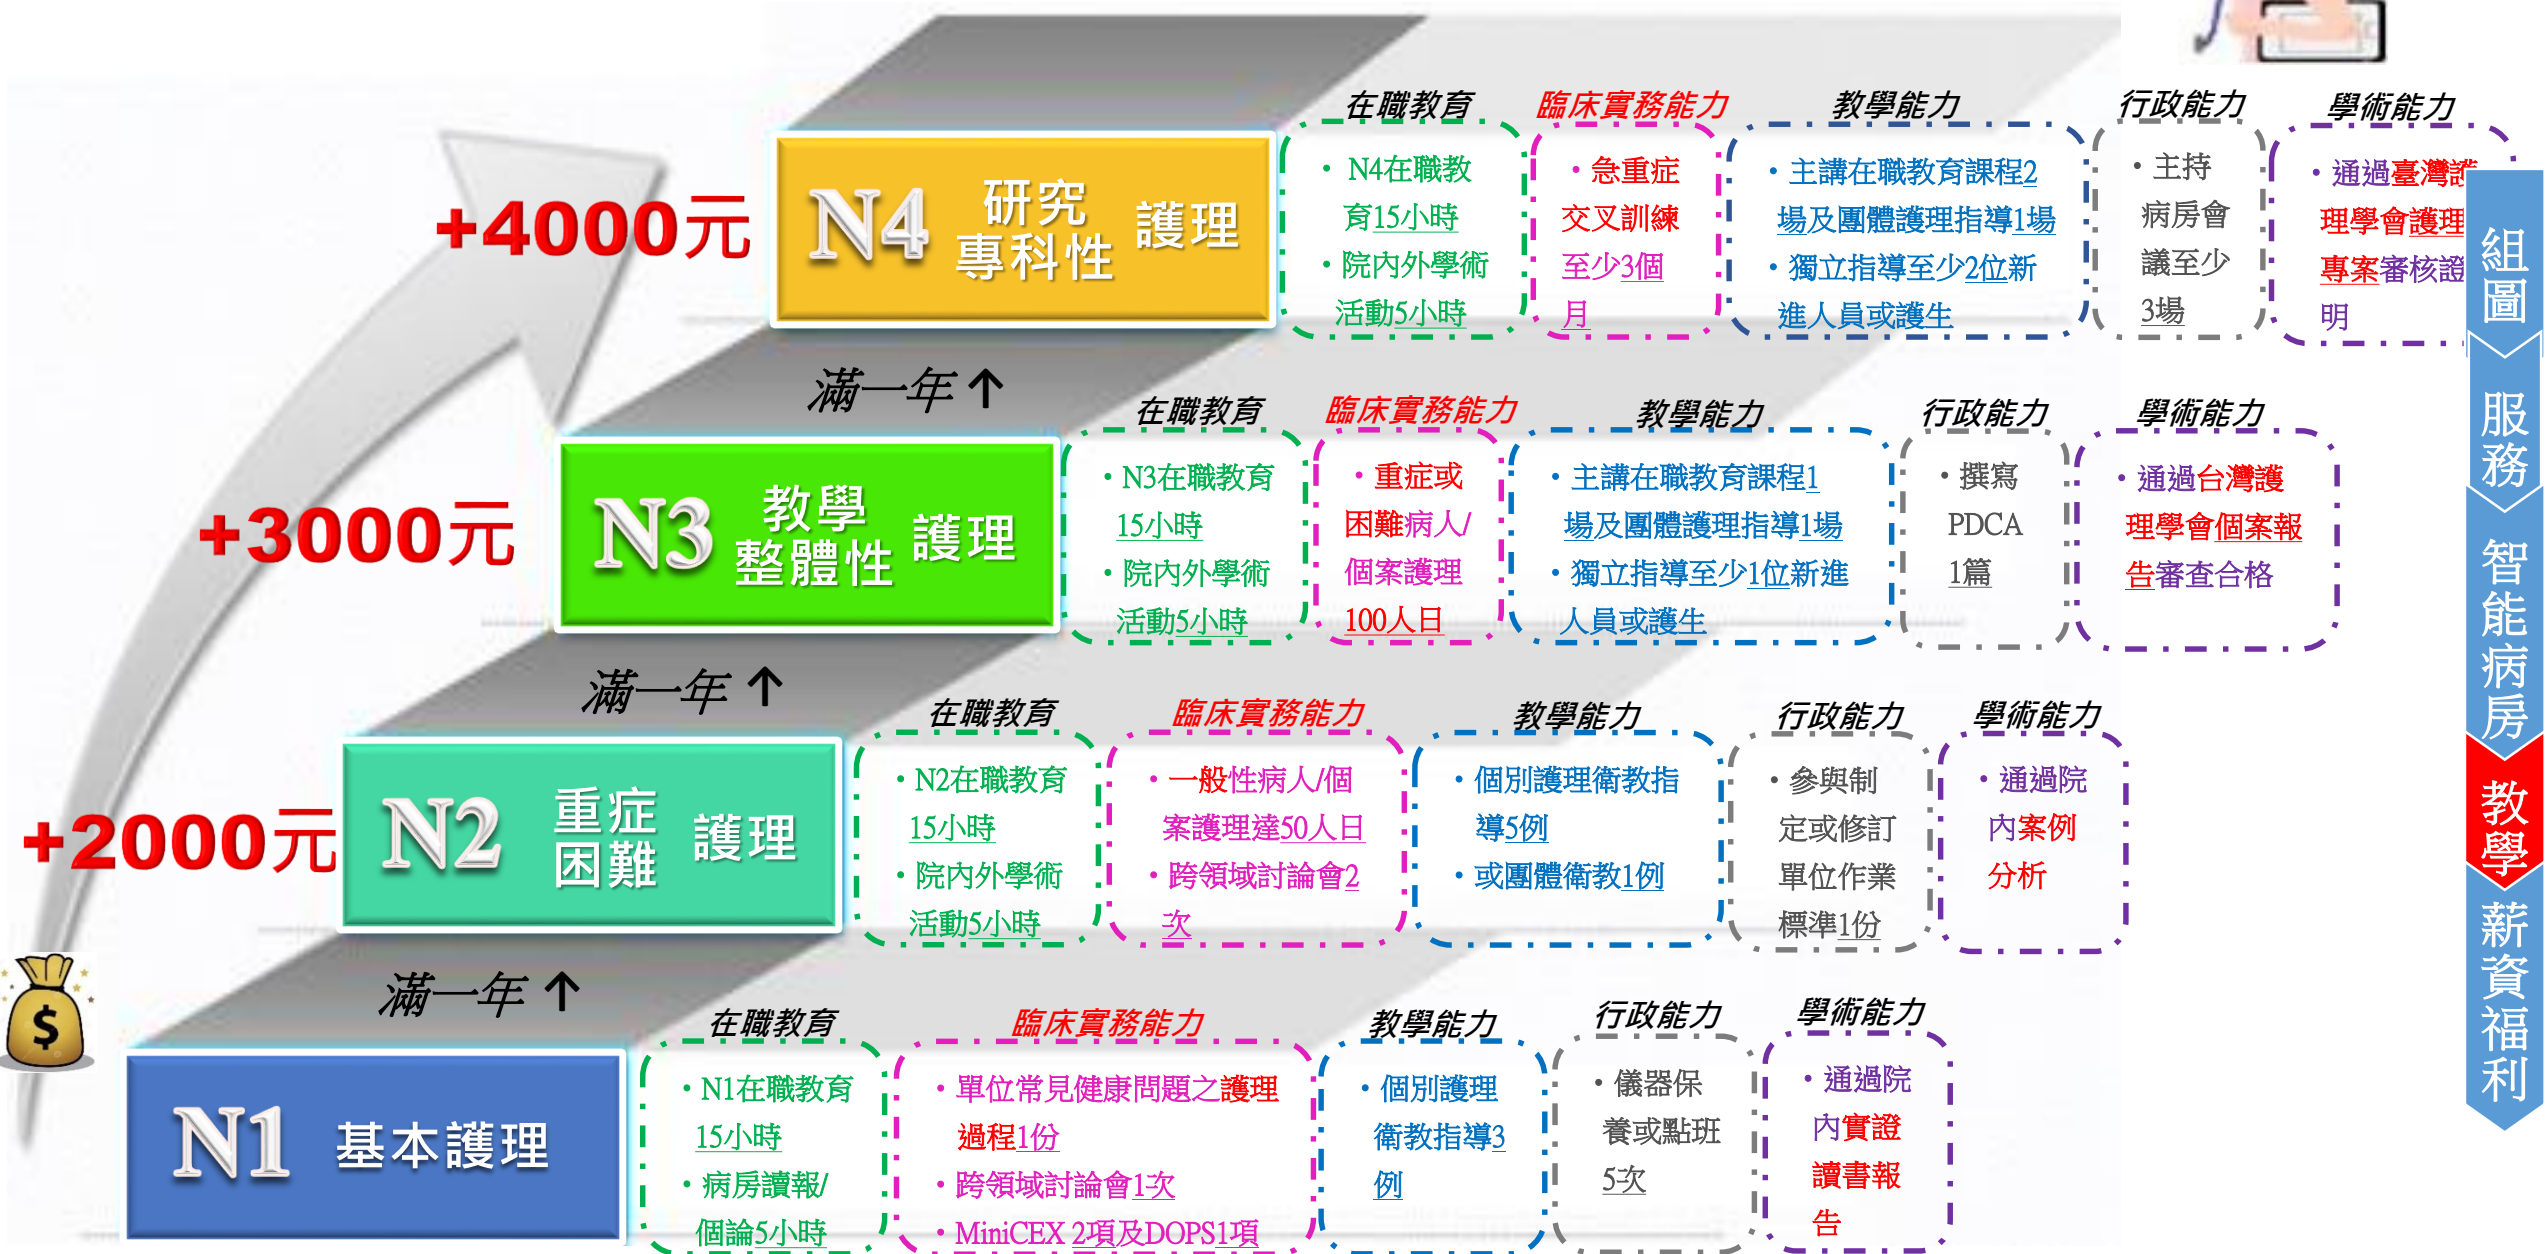 在職教育
臨床實務能力
教學能力
行政能力
學術能力
+4000元
N4
研究
專科性
護理
・N4在職教
育15小時
・院內外學術
活動5小時
・急重症
交叉訓練
至少3個
月
・主講在職教育課程2
場及團體護理指導1場
・獨立指導至少2位新
進人員或護生
・主持
病房會
議至少
3場
・通過臺灣護
理學會護理
專案審核證
明
滿一年↑
在職教育
臨床實務能力
教學能力
行政能力
學術能力
+3000元
N3
教學
整體性
護理
・N3在職教育
15小時
・院內外學術
活動5小時
・重症或
困難病人/
個案護理
100人日
・主講在職教育課程1
場及團體護理指導1場
・獨立指導至少1位新進
人員或護生
・撰寫
PDCA
1篇
・通過台灣護
理學會個案報
告審查合格
滿一年↑
在職教育
臨床實務能力
教學能力
行政能力
學術能力
+2000元
N2
重症
困難
護理
・N2在職教育
15小時
・院內外學術
活動5小時
・一般性病人/個
案護理達50人日
・跨領域討論會2
次
・個別護理衛教指
導5例
・或團體衛教1例
・參與制
定或修訂
單位作業
標準1份
・通過院
內案例
分析
滿一年↑
在職教育
臨床實務能力
教學能力
行政能力
學術能力
$
N1
基本護理
・N1在職教育
15小時
・病房讀報/
個論5小時
・單位常見健康問題之護理
過程1份
・跨領域討論會1次
・MiniCEX 2項及DOPS1項
・個別護理
衛教指導3
例
・儀器保
養或點班
5次
・通過院
內實證
讀書報
告
組圖
服務
智能病房
教學
薪資福利